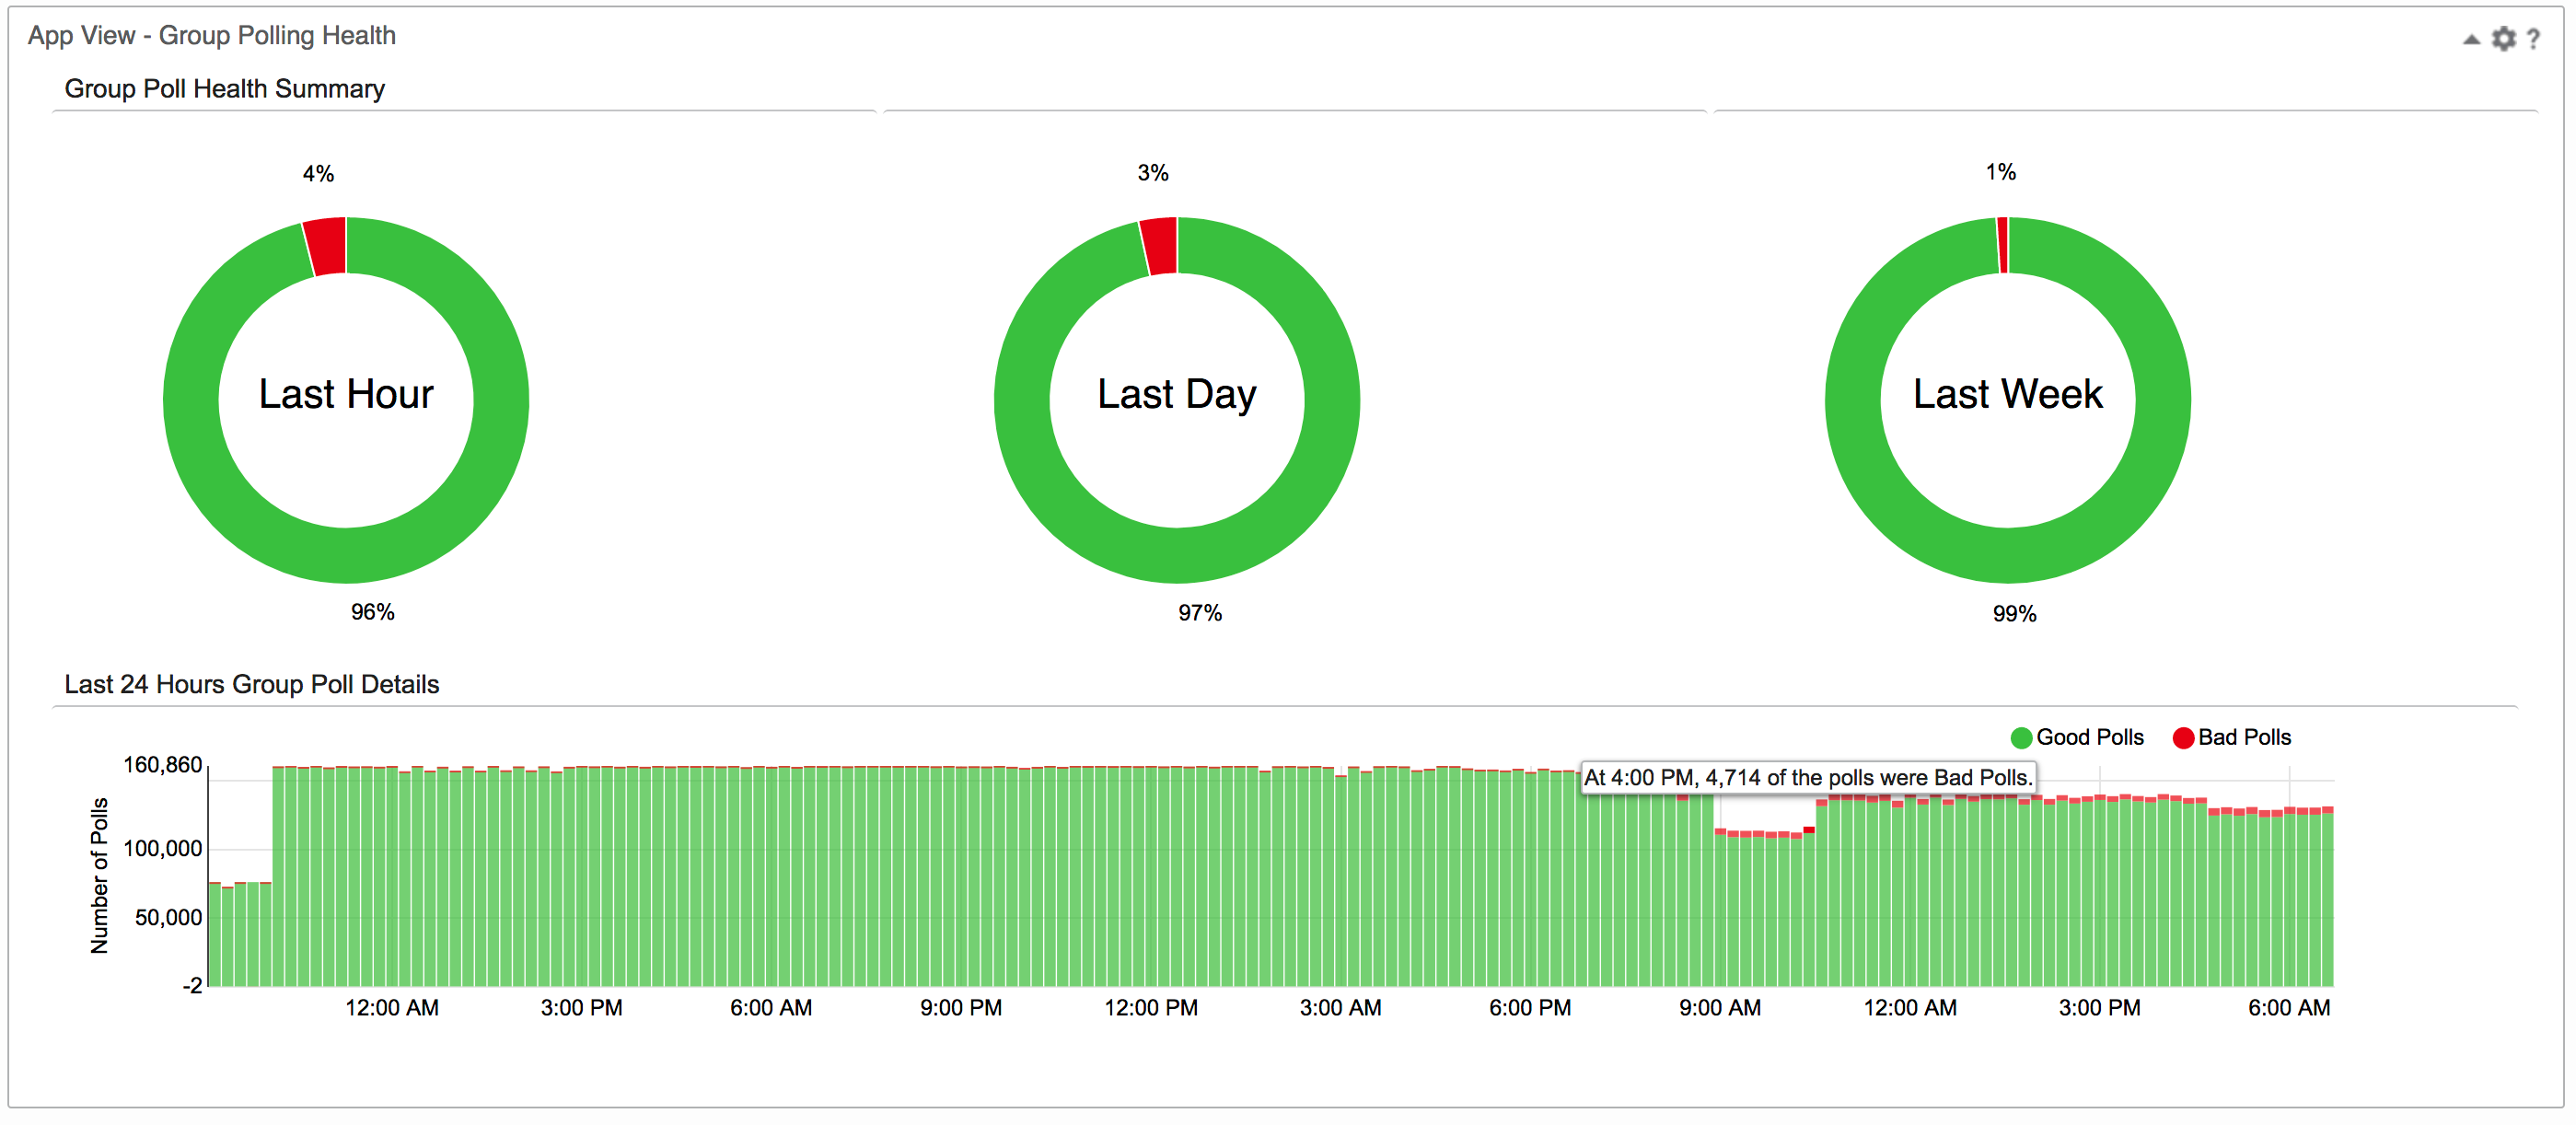 App View - Group Polling Health
?
Group Poll Health Summary
4%
3%
1%
Last Hour
Last Day
Last Week
96%
97%
99%
Last 24 Hours Group Poll Details
Good Polls
Bad Polls
160,860
At 4:00 PM, 4,714 of the polls were Bad Polls.
Number of Polls
100,000
50,000
-2
12:00 AM
3:00 PM
6:00 AM
9:00 PM
12:00 PM
3:00 AM
6:00 PM
9:00 AM
12:00 AM
3:00 PM
6:00 AM